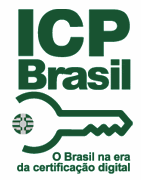 ICP
Brasil
O Brasil na era
da certificação digital